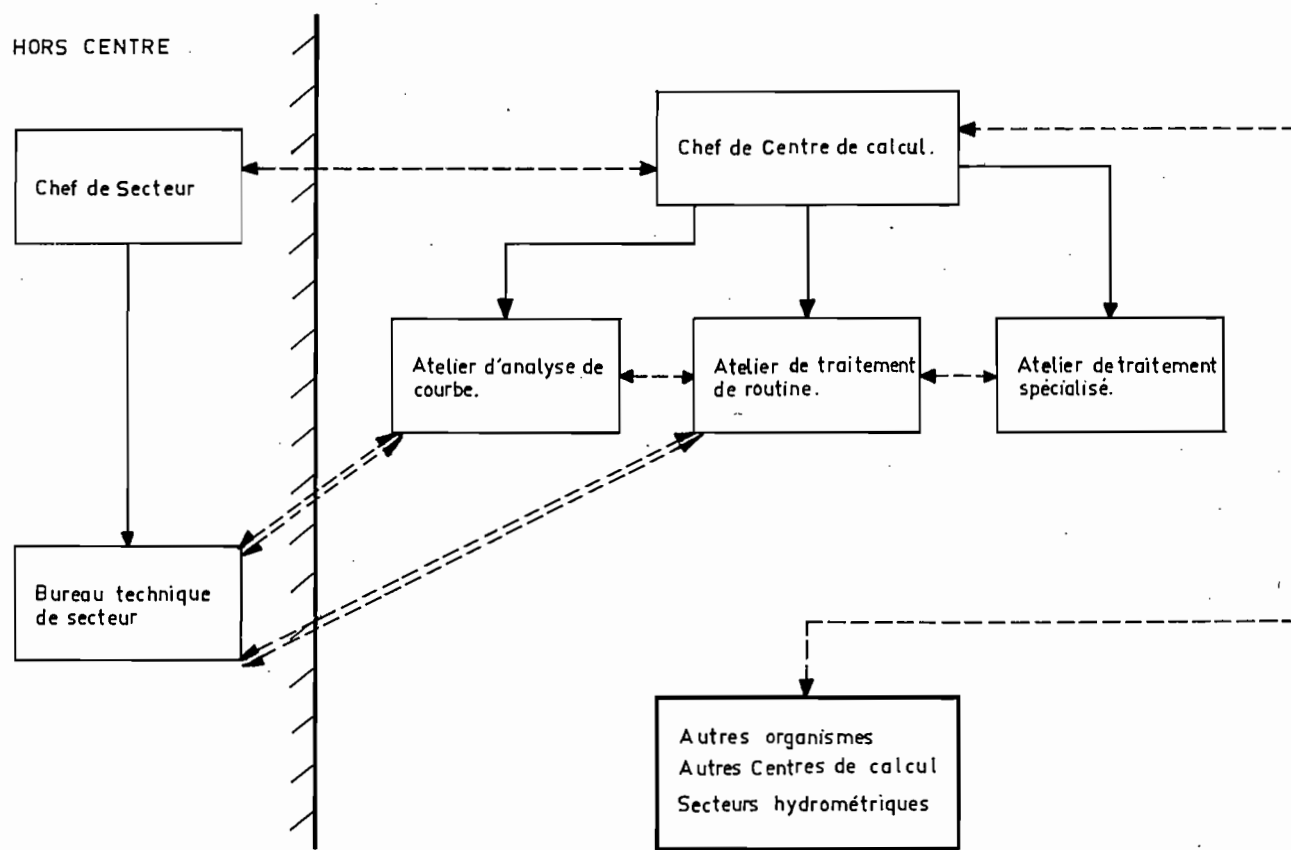 HORS CENTRE
Chef de Secteur
Chef de Centre de calcul.
Atelier d'analyse de
courbe.
Atelier de traitement
de routine.
Atelier de traitement
spécialisé.
Bureau technique
de secteur
Autres organismes
Autres Centres de calcul
Secteurs hydrométriques